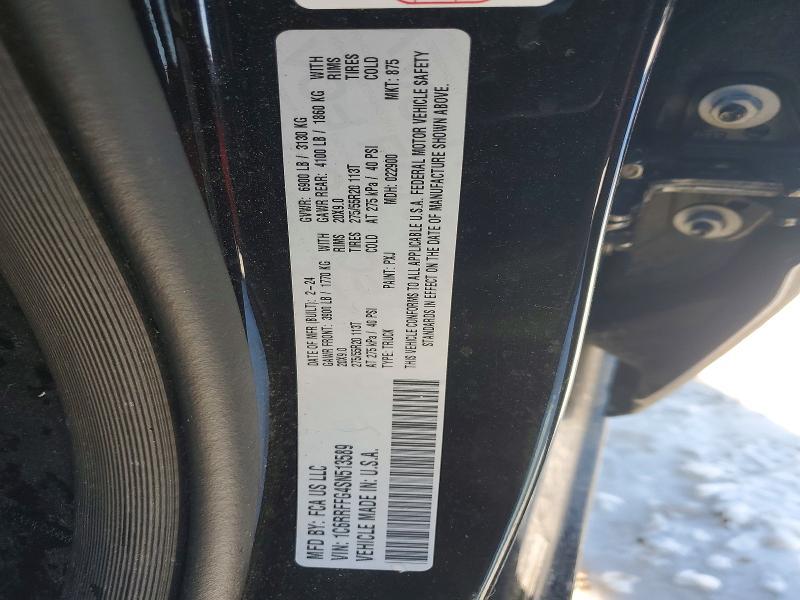 MFD BY: FCA US LLC
DATE OF MFR (BUILT): 2-24
GVWR: 6900 LB / 3130 KG
GAWR FRONT: 3900 LB / 1770 KG WITH
GAWR REAR: 4100 LB / 1860 KG WITH
20X9.0 RIMS
20X9.0 RIMS
275/55R20 113T TIRES
275/55R20 113T TIRES
AT 275 kPa / 40 PSI COLD
AT 275 kPa / 40 PSI COLD
VIN: 1C6RRFFG4SN513589
TYPE: TRUCK
PAINT: PXJ
MDH: 022900
MKT: 875
VEHICLE MADE IN: U.S.A.
THIS VEHICLE CONFORMS TO ALL APPLICABLE U.S.A. FEDERAL MOTOR VEHICLE SAFETY
STANDARDS IN EFFECT ON THE DATE OF MANUFACTURE SHOWN ABOVE.